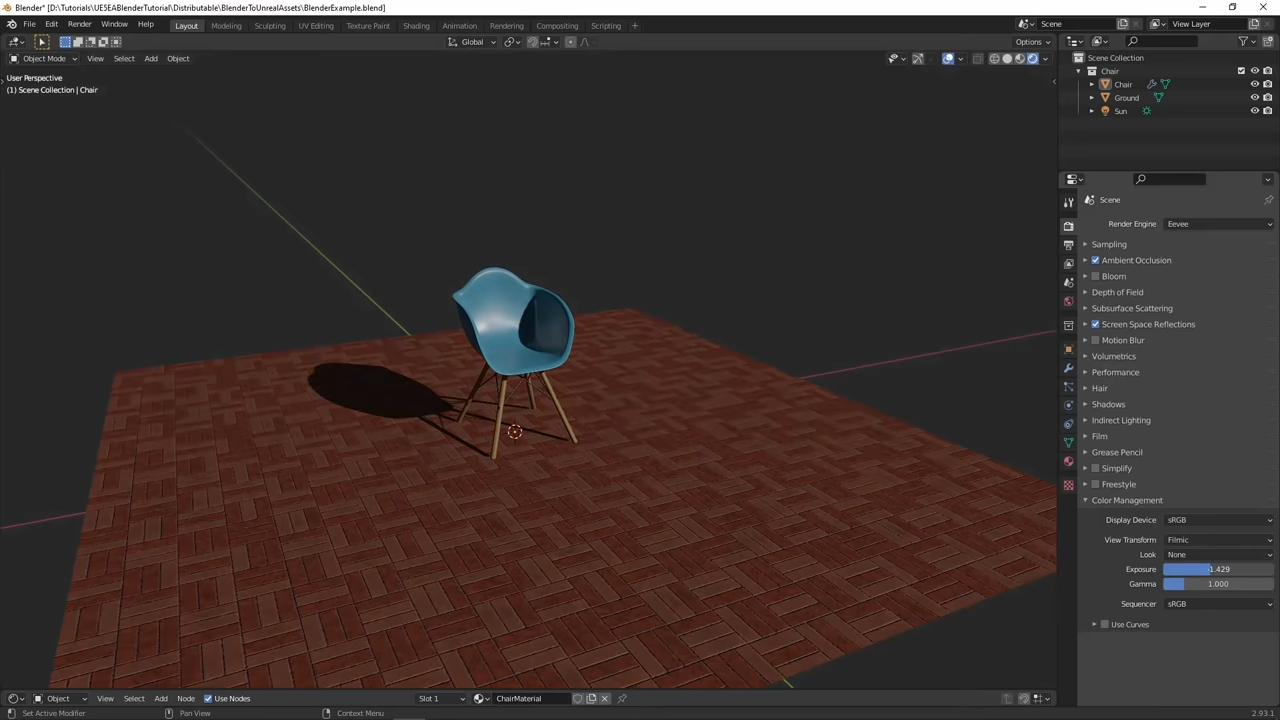 Blender* [D:\Tutorials\UE5EABlenderTutorial\Distributable\BlenderToUnrealAssets\BlenderExample.blend]
File Edit Render Window Help Layout Modeling Sculpting UV Editing Texture Paint Shading Animation Rendering Compositing Scripting + Scene View Layer
Global Options
Object Mode View Select Add Object
User Perspective
(1) Scene Collection | Chair
Scene Collection
Chair
Chair
Ground
Sun
Scene
Render Engine Eevee
Sampling
Ambient Occlusion
Bloom
Depth of Field
Subsurface Scattering
Screen Space Reflections
Motion Blur
Volumetrics
Performance
Hair
Shadows
Indirect Lighting
Film
Grease Pencil
Simplify
Freestyle
Color Management
Display Device sRGB
View Transform Filmic
Look None
Exposure -1.429
Gamma 1.000
Sequencer sRGB
Use Curves
Object View Select Add Node Use Nodes Slot 1 ChairMaterial
Set Active Modifier Pan View Context Menu 2.93.1